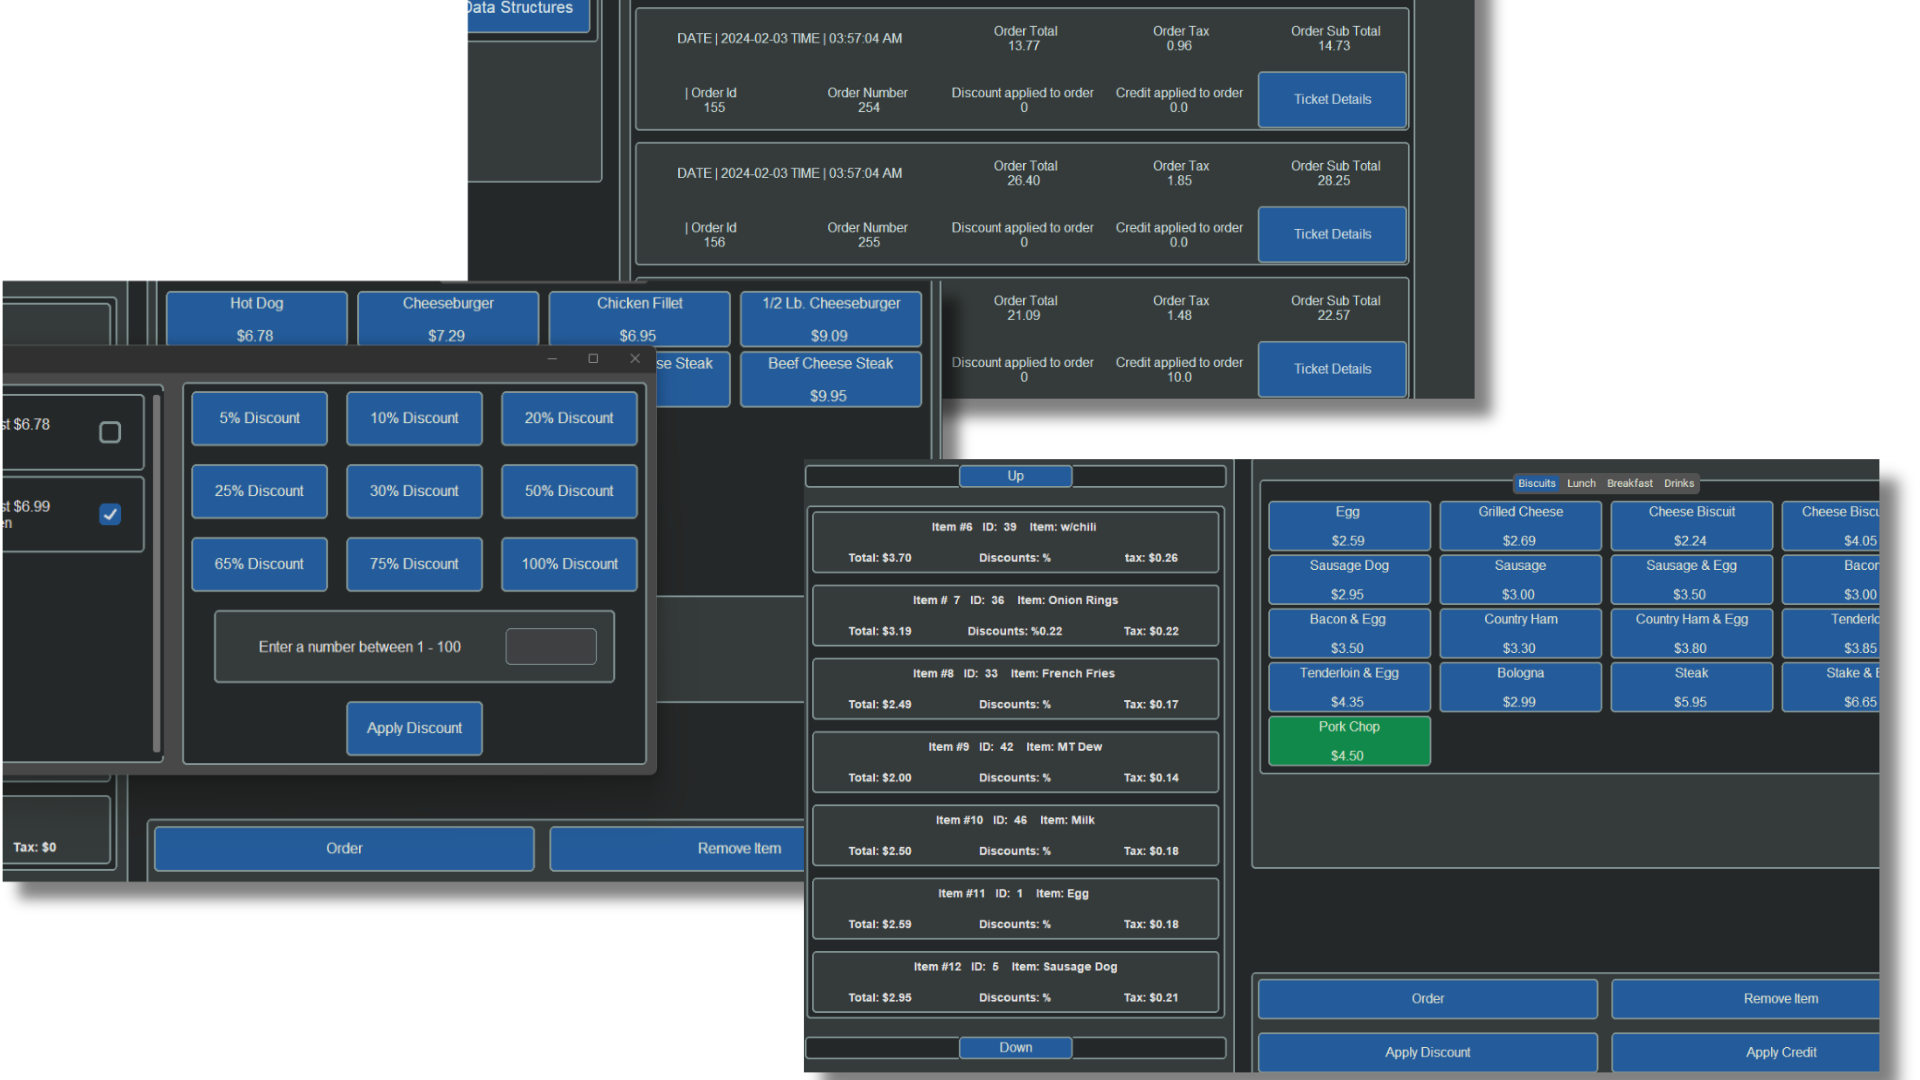 Data Structures
DATE | 2024-02-03 TIME | 03:57:04 AM
Order Total
13.77
Order Tax
0.96
Order Sub Total
14.73
| Order Id
155
Order Number
254
Discount applied to order
0
Credit applied to order
0.0
Ticket Details
DATE | 2024-02-03 TIME | 03:57:04 AM
Order Total
26.40
Order Tax
1.85
Order Sub Total
28.25
| Order Id
156
Order Number
255
Discount applied to order
0
Credit applied to order
0.0
Ticket Details
Order Total
21.09
Order Tax
1.48
Order Sub Total
22.57
Discount applied to order
0
Credit applied to order
10.0
Ticket Details
Hot Dog
$6.78
Cheeseburger
$7.29
Chicken Fillet
$6.95
1/2 Lb. Cheeseburger
$9.09
se Steak
Beef Cheese Steak
$9.95
st $6.78
st $6.99
en
5% Discount
10% Discount
20% Discount
25% Discount
30% Discount
50% Discount
65% Discount
75% Discount
100% Discount
Enter a number between 1 - 100
Apply Discount
Tax: $0
Order
Remove Item
Up
Item #6 ID: 39 Item: w/chili
Total: $3.70 Discounts: % tax: $0.26
Item # 7 ID: 36 Item: Onion Rings
Total: $3.19 Discounts: %0.22 Tax: $0.22
Item #8 ID: 33 Item: French Fries
Total: $2.49 Discounts: % Tax: $0.17
Item #9 ID: 42 Item: MT Dew
Total: $2.00 Discounts: % Tax: $0.14
Item #10 ID: 46 Item: Milk
Total: $2.50 Discounts: % Tax: $0.18
Item #11 ID: 1 Item: Egg
Total: $2.59 Discounts: % Tax: $0.18
Item #12 ID: 5 Item: Sausage Dog
Total: $2.95 Discounts: % Tax: $0.21
Down
Biscuits Lunch Breakfast Drinks
Egg
$2.59
Grilled Cheese
$2.69
Cheese Biscuit
$2.24
Cheese Biscu
$4.05
Sausage Dog
$2.95
Sausage
$3.00
Sausage & Egg
$3.50
Bacon
$3.00
Bacon & Egg
$3.50
Country Ham
$3.30
Country Ham & Egg
$3.80
Tenderlo
$3.85
Tenderloin & Egg
$4.35
Bologna
$2.99
Steak
$5.95
Stake & E
$6.65
Pork Chop
$4.50
Order
Remove Item
Apply Discount
Apply Credit